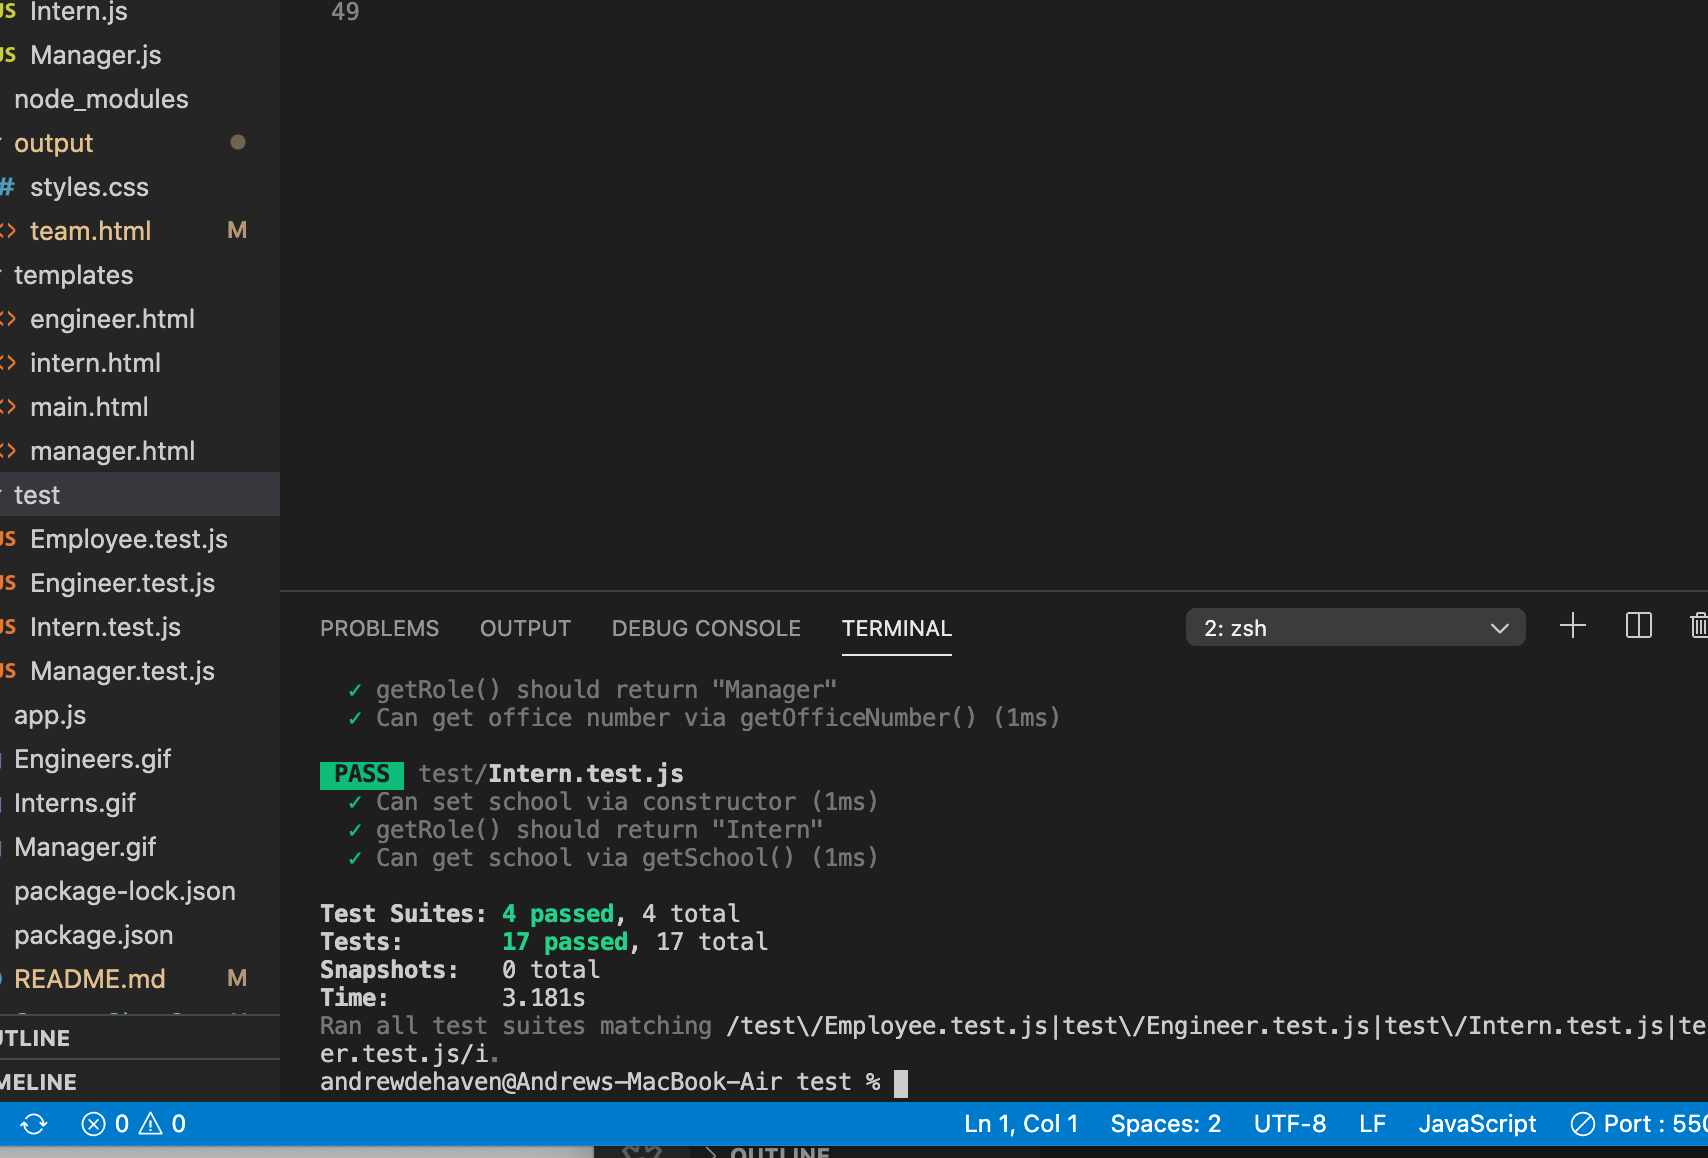 JS Intern.js
JS Manager.js
node_modules
output
# styles.css
<> team.html M
templates
<> engineer.html
<> intern.html
<> main.html
<> manager.html
test
JS Employee.test.js
JS Engineer.test.js
JS Intern.test.js
JS Manager.test.js
app.js
Engineers.gif
Interns.gif
Manager.gif
package-lock.json
package.json
README.md M
UTLINE
MELINE
49
PROBLEMS OUTPUT DEBUG CONSOLE TERMINAL 2: zsh
✓ getRole() should return "Manager"
✓ Can get office number via getOfficeNumber() (1ms)
PASS test/Intern.test.js
✓ Can set school via constructor (1ms)
✓ getRole() should return "Intern"
✓ Can get school via getSchool() (1ms)
Test Suites: 4 passed, 4 total
Tests: 17 passed, 17 total
Snapshots: 0 total
Time: 3.181s
Ran all test suites matching /test\/Employee.test.js|test\/Engineer.test.js|test\/Intern.test.js|te
er.test.js/i.
andrewdehaven@Andrews-MacBook-Air test %
0 0 Ln 1, Col 1 Spaces: 2 UTF-8 LF JavaScript Port : 550
OUTLINE